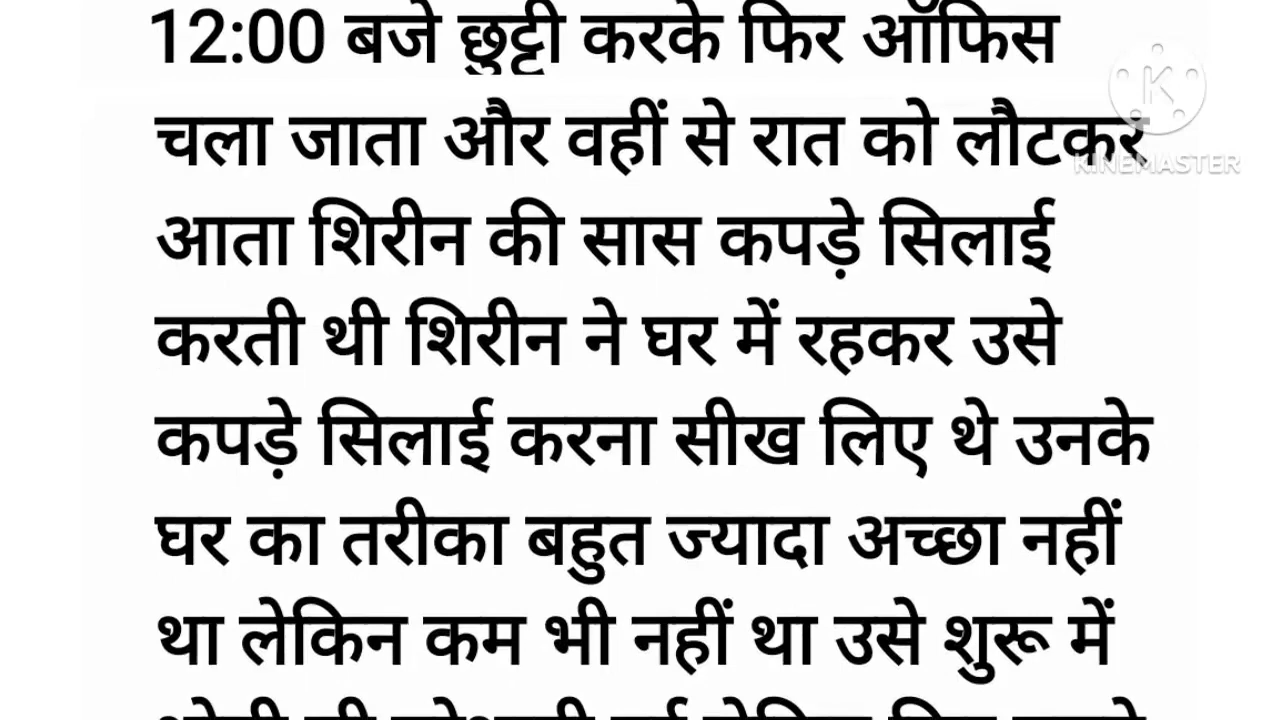 12:00 बजे छुट्टी करके फिर ऑफिस
चला जाता और वहीं से रात को लौटकर
KINEMASTER
आता शिरीन की सास कपड़े सिलाई
करती थी शिरीन ने घर में रहकर उसे
कपड़े सिलाई करना सीख लिए थे उनके
घर का तरीका बहुत ज्यादा अच्छा नहीं
था लेकिन कम भी नहीं था उसे शुरू में